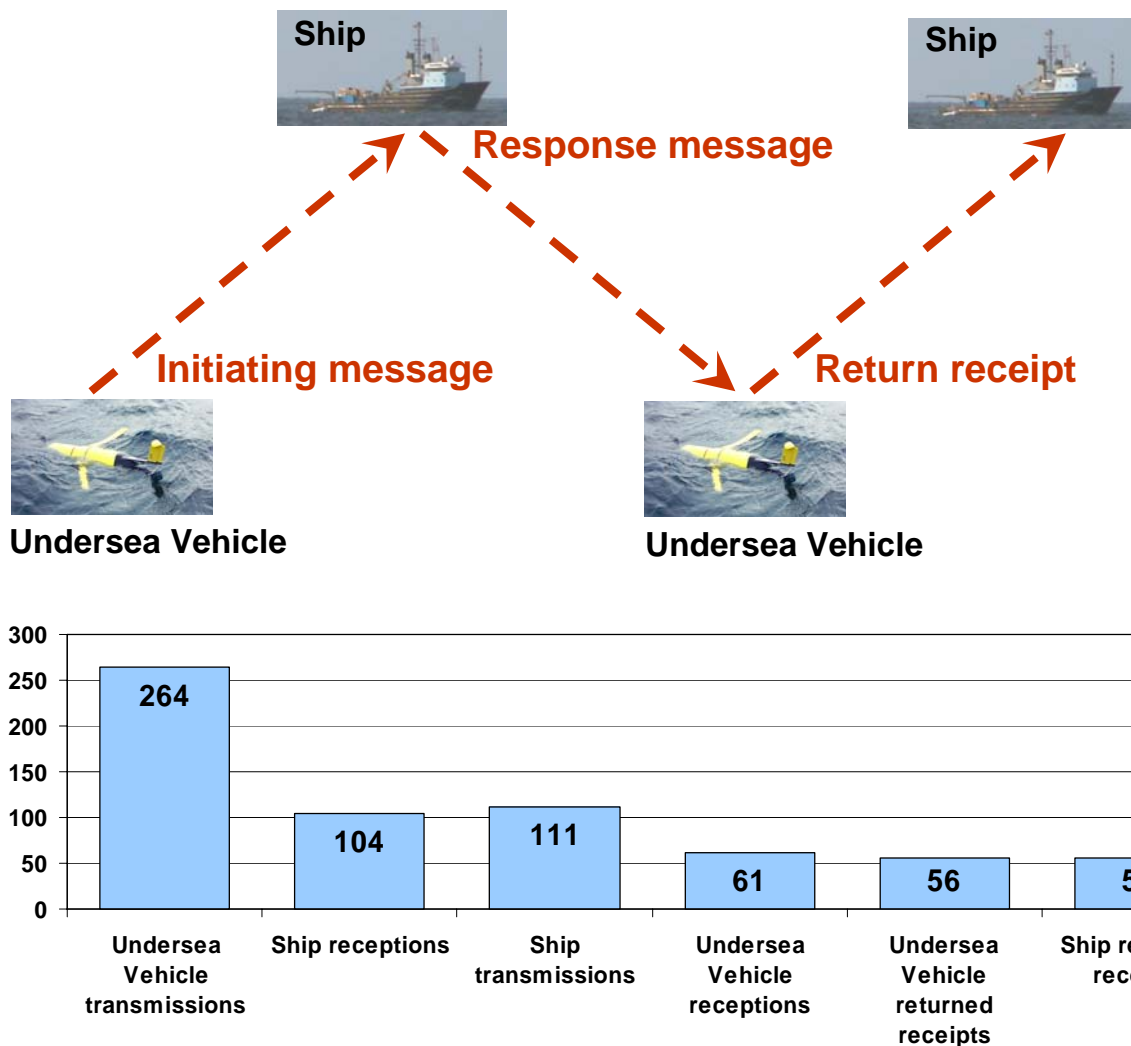 Ship
Ship
Response message
Initiating message
Return receipt
Undersea Vehicle
Undersea Vehicle
300
250
200
150
100
50
0
264
104
111
61
56
Undersea
Vehicle
transmissions
Ship receptions
Ship
transmissions
Undersea
Vehicle
receptions
Undersea
Vehicle
returned
receipts
Ship